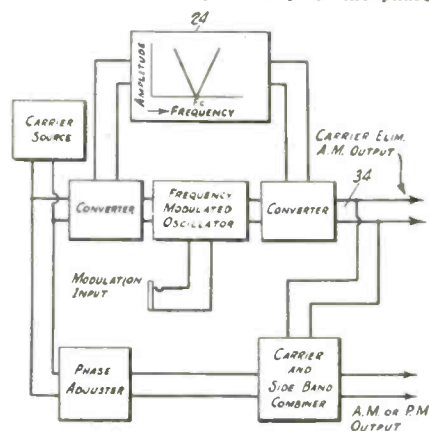 24
AMPLITUDE
Fc
FREQUENCY
CARRIER
SOURCE
CARRIER ELIM.
A.M. OUTPUT
34
CONVERTER
FREQUENCY
MODULATED
OSCILLATOR
CONVERTER
MODULATION
INPUT
PHASE
ADJUSTER
CARRIER
AND
SIDE BAND
COMBINER
A.M. OR P.M.
OUTPUT